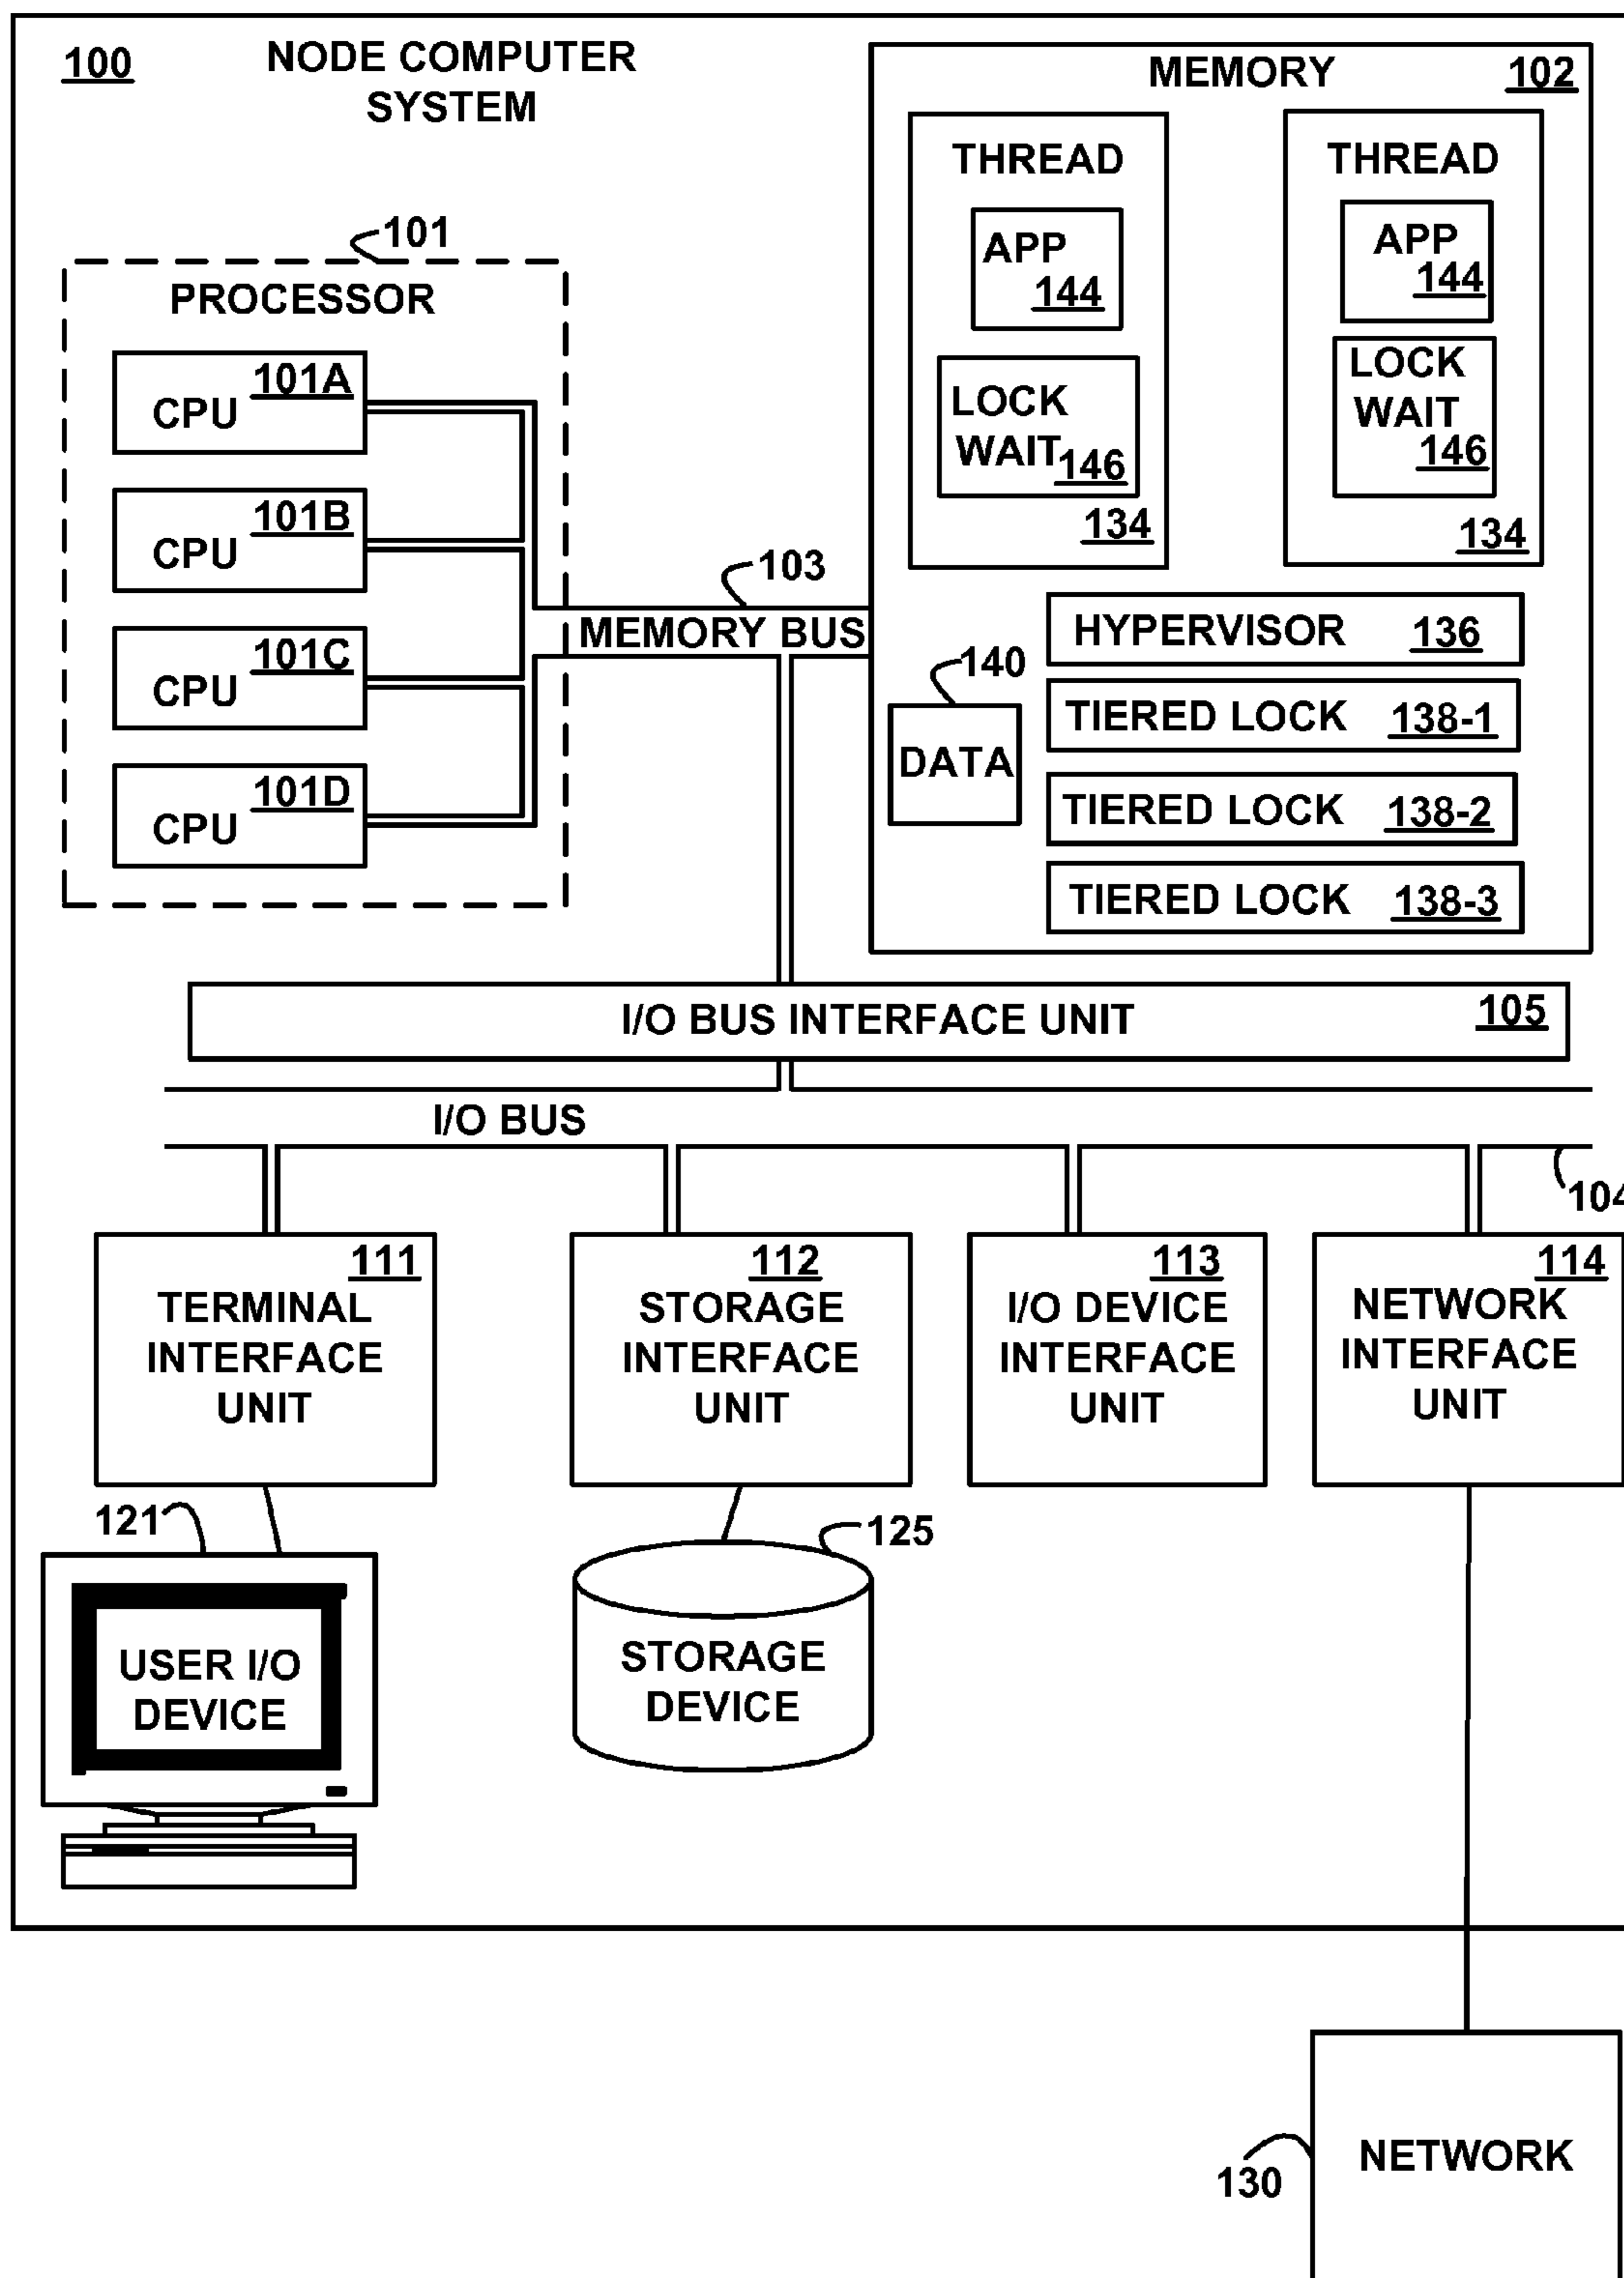 100
NODE COMPUTER
SYSTEM
MEMORY 102
THREAD
APP
144
LOCK
WAIT 146
134
THREAD
APP
144
LOCK
WAIT
146
134
101
PROCESSOR
CPU 101A
CPU 101B
CPU 101C
CPU 101D
103
MEMORY BUS
HYPERVISOR 136
140
DATA
TIERED LOCK 138-1
TIERED LOCK 138-2
TIERED LOCK 138-3
I/O BUS INTERFACE UNIT 105
I/O BUS
104
111
TERMINAL
INTERFACE
UNIT
112
STORAGE
INTERFACE
UNIT
113
I/O DEVICE
INTERFACE
UNIT
114
NETWORK
INTERFACE
UNIT
121
USER I/O
DEVICE
125
STORAGE
DEVICE
130
NETWORK